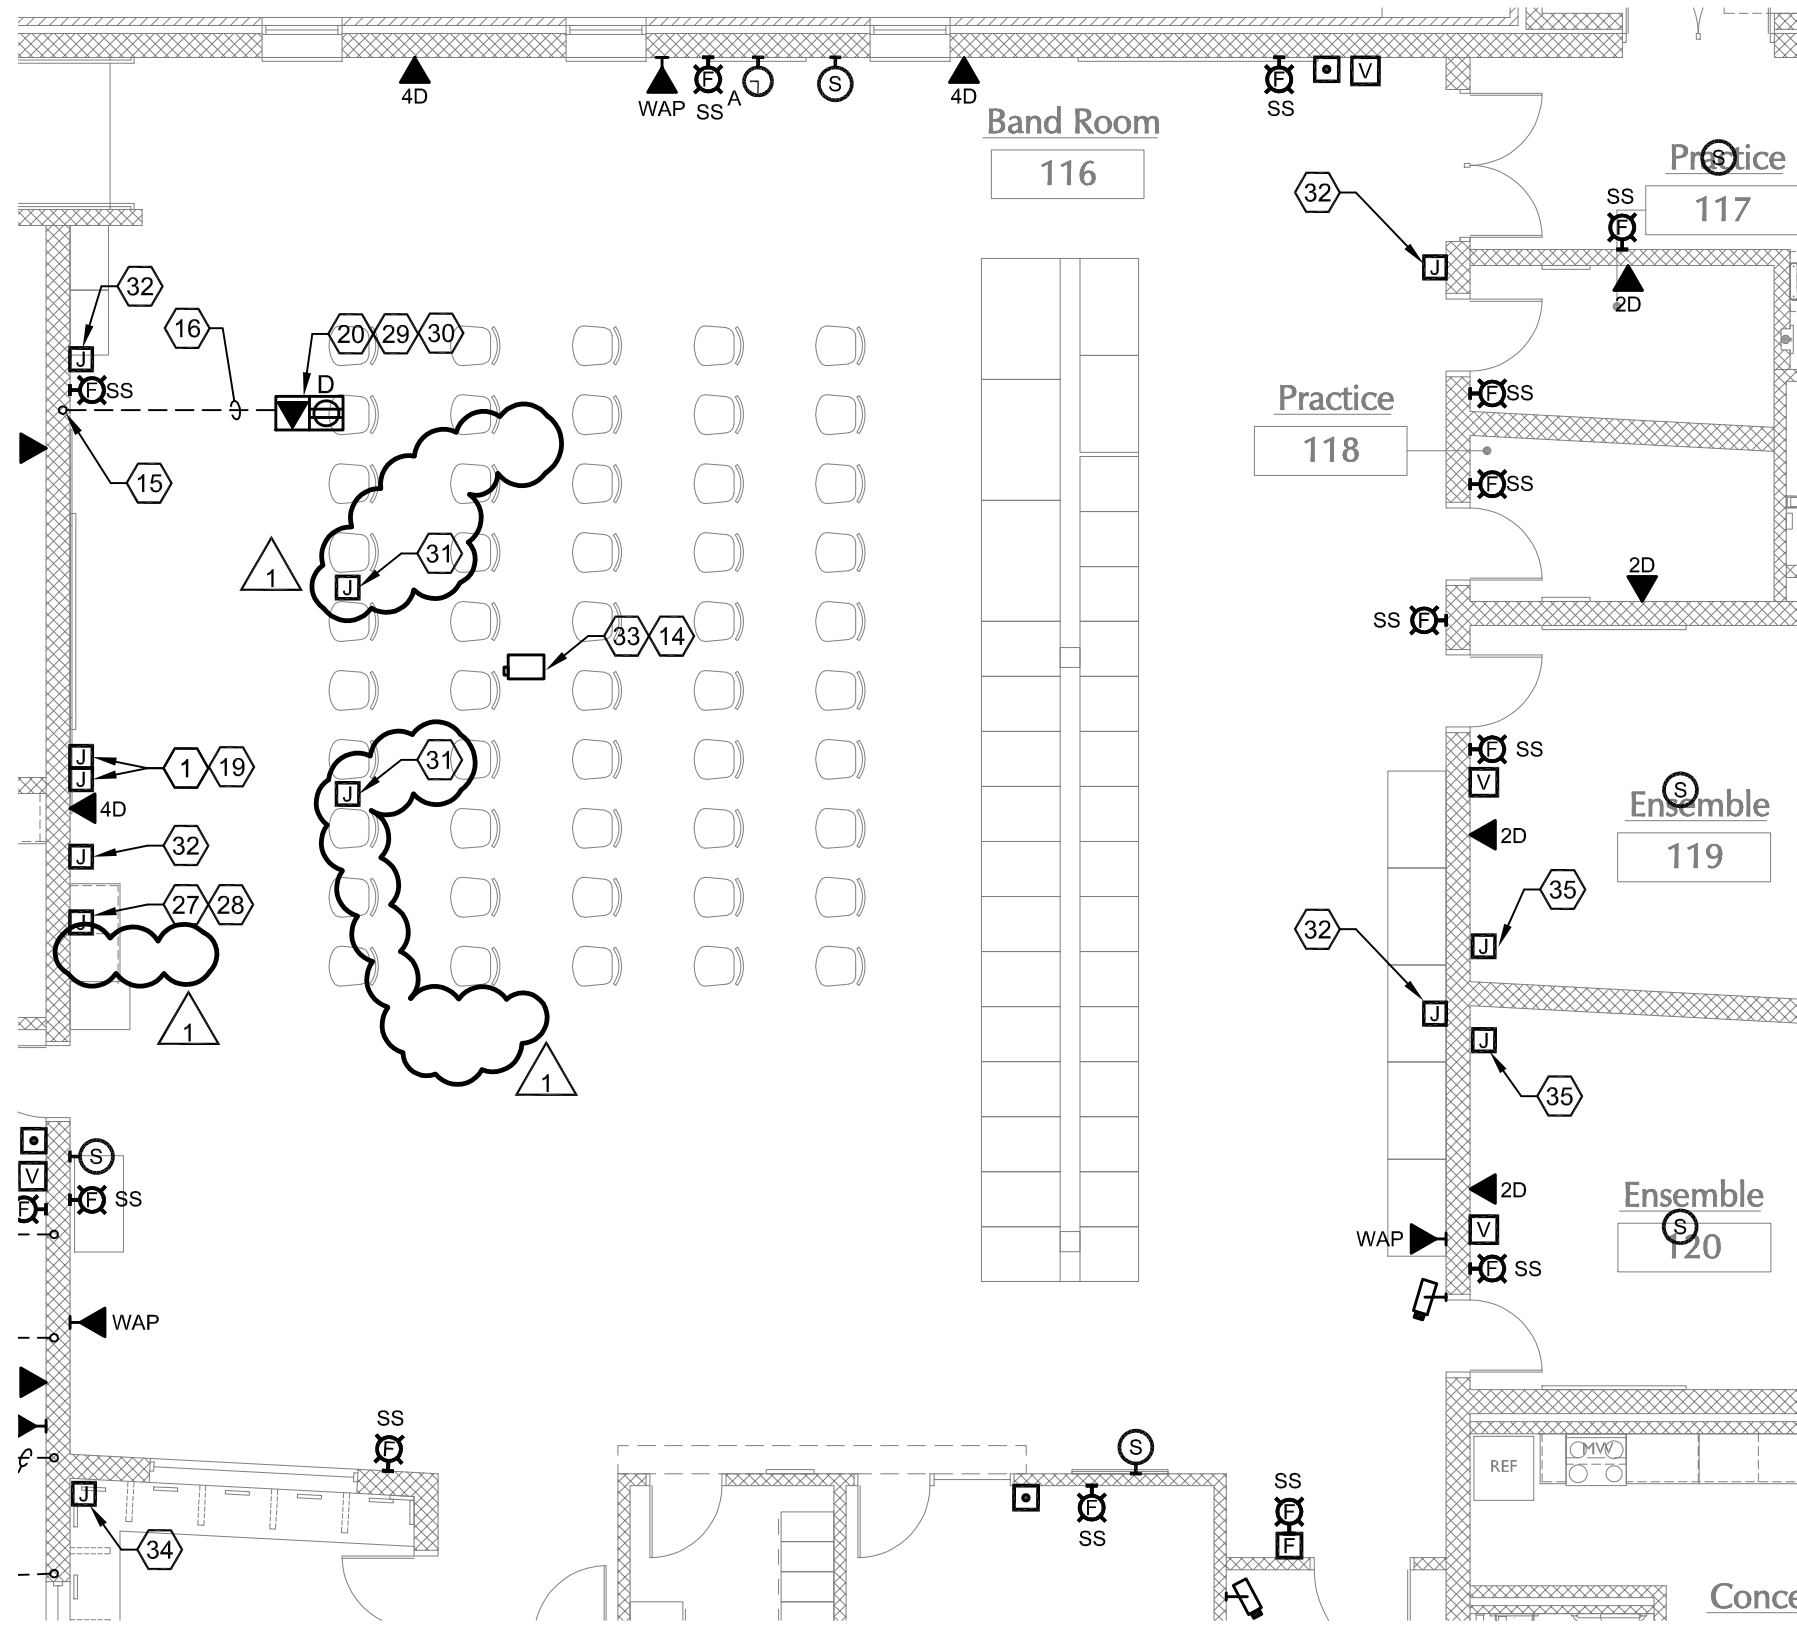 4D
WAP
F
SS
A
S
4D
F
SS
V
Band Room
116
Practice
S
117
32
SS
F
J
2D
32
16
20 29 30
J
F SS
D
15
Practice
118
F SS
F SS
31
1
J
2D
SS F
33 14
F SS
V
J
J
1 19
31
J
4D
S
Ensemble
119
2D
32
J
27 28
J
35
J
32
J
1
J
35
1
S
V
F
F SS
2D
Ensemble
S
120
WAP
V
F SS
WAP
SS
F
S
J
34
F
SS
SS
F
F
REF
MW
Conce